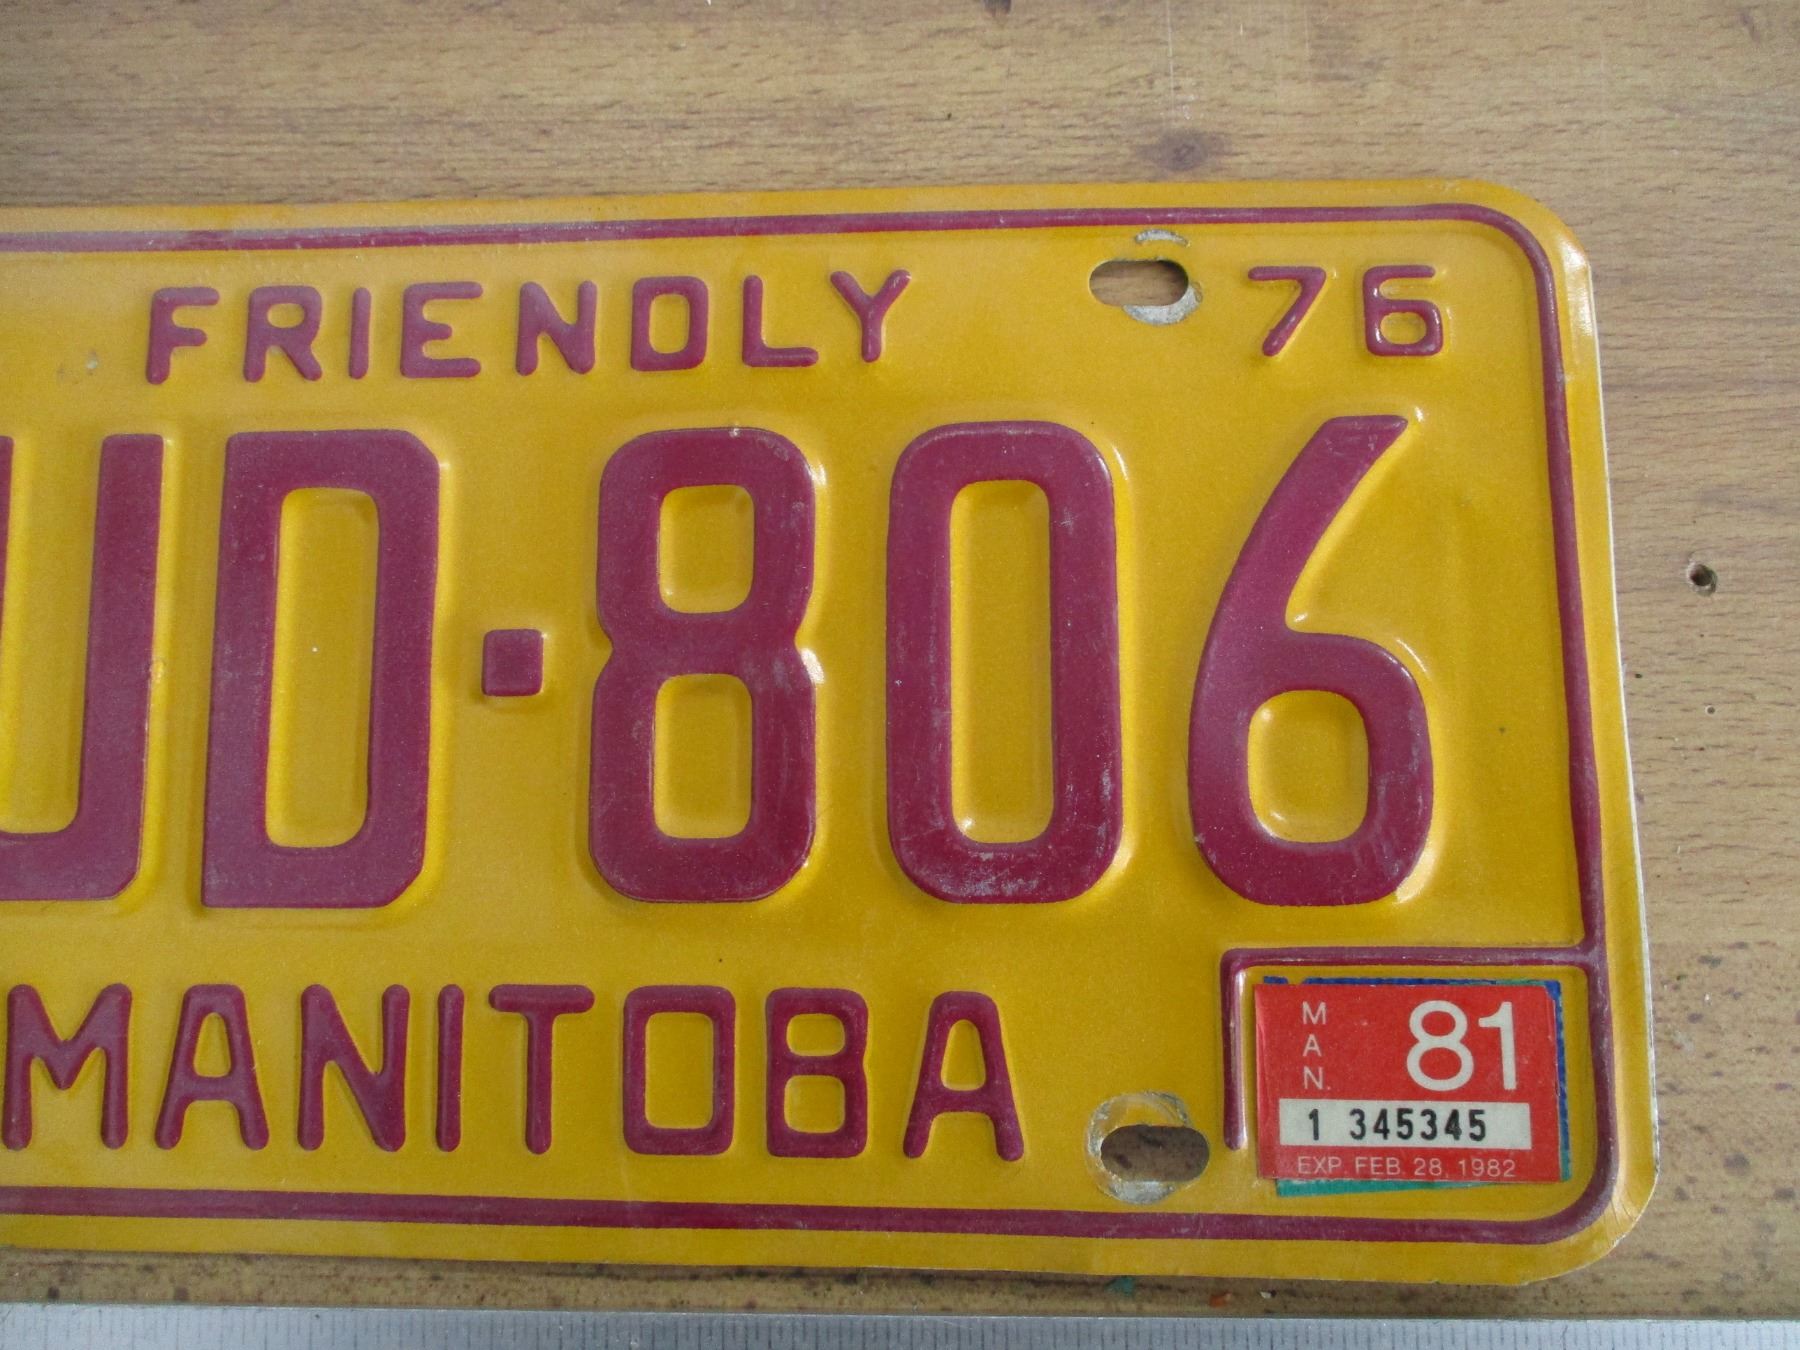 FRIENDLY 76
UD·806
MANITOBA
MAN. 81
1 345345
EXP. FEB. 28, 1982